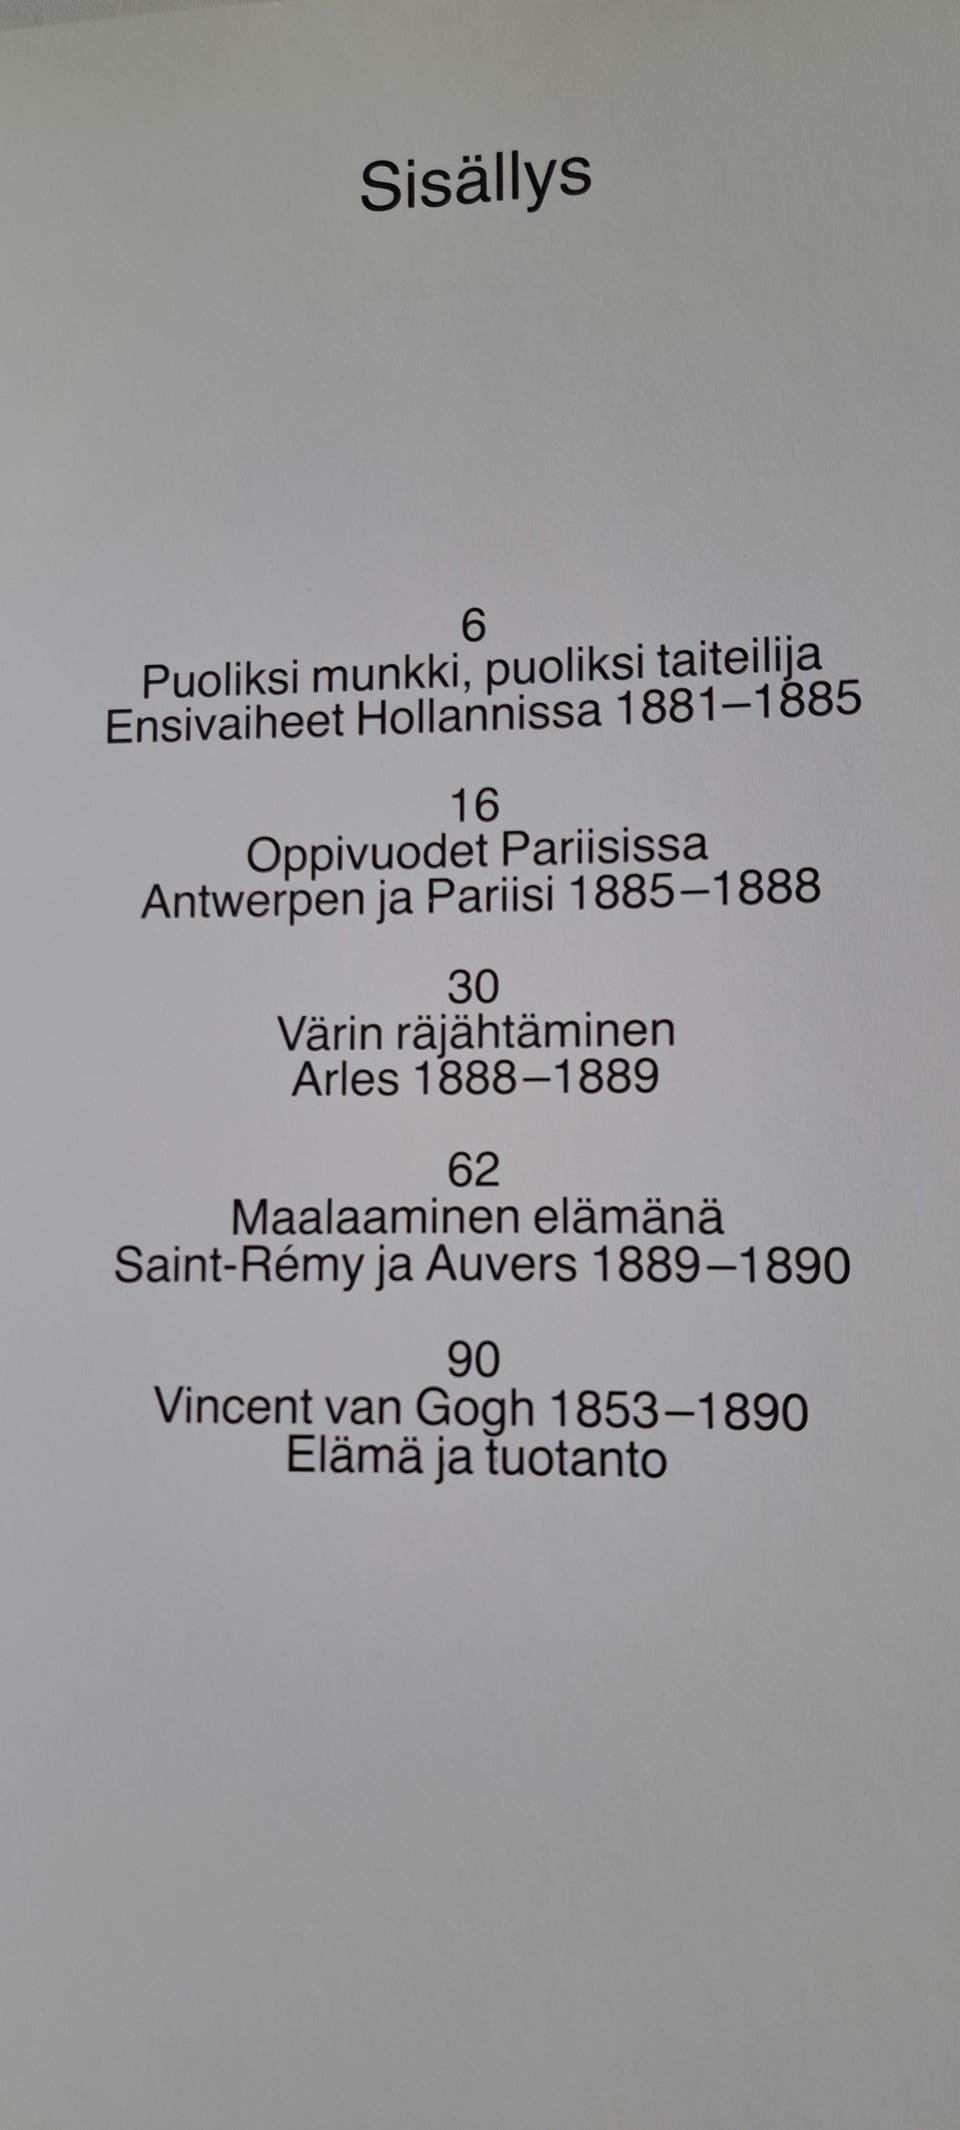 Sisällys
6
Puoliksi munkki, puoliksi taiteilija
Ensivaiheet Hollannissa 1881–1885
16
Oppivuodet Pariisissa
Antwerpen ja Pariisi 1885–1888
30
Värin räjähtäminen
Arles 1888–1889
62
Maalaaminen elämänä
Saint-Rémy ja Auvers 1889–1890
90
Vincent van Gogh 1853–1890
Elämä ja tuotanto